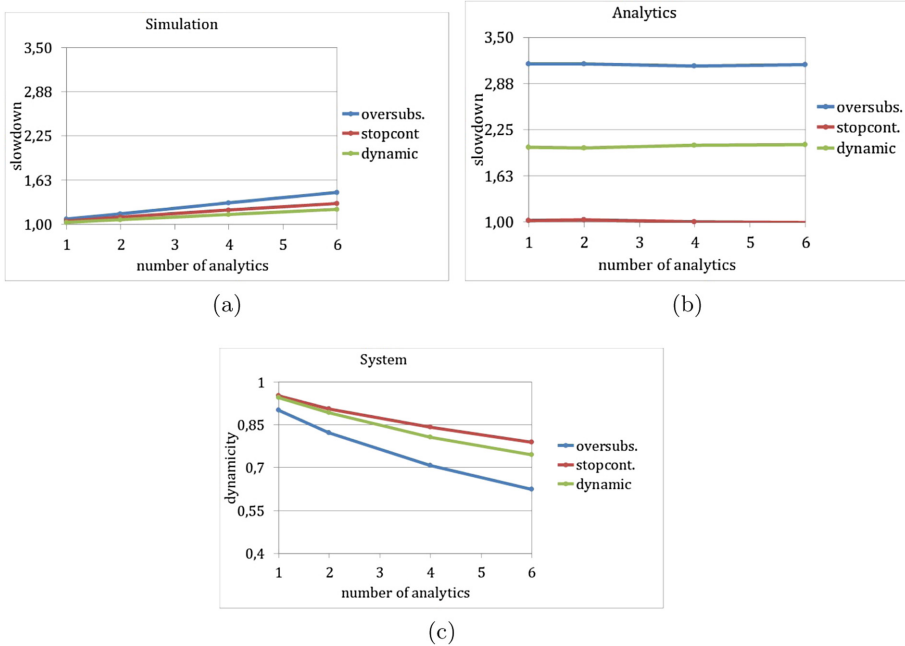 Simulation
3,50
2,88
2,25
1,63
1,00
slowdown
1 2 3 4 5 6
number of analytics
oversubs.
stopcont
dynamic
(a)
Analytics
3,50
2,88
2,25
1,63
1,00
slowdown
1 2 3 4 5 6
number of analytics
oversubs.
stopcont.
dynamic
(b)
System
1
0,85
0,7
0,55
0,4
dynamicity
1 2 3 4 5 6
number of analytics
oversubs.
stopcont.
dynamic
(c)